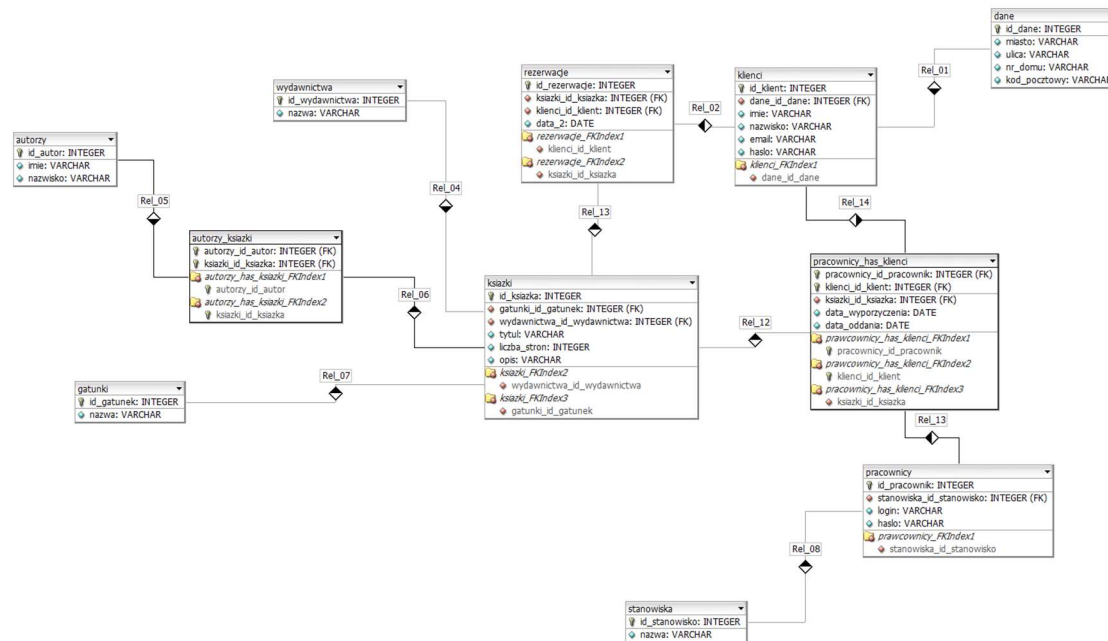 dane
id_dane: INTEGER
miasto: VARCHAR
ulica: VARCHAR
nr_domu: VARCHAR
kod_pocztowy: VARCHAR
Rel_01
rezerwacje
id_rezerwacje: INTEGER
ksiazki_id_ksiazka: INTEGER (FK)
klienci_id_klient: INTEGER (FK)
data_2: DATE
rezerwacje_FKIndex1
klienci_id_klient
rezerwacje_FKIndex2
ksiazki_id_ksiazka
Rel_02
klienci
id_klient: INTEGER
dane_id_dane: INTEGER (FK)
imie: VARCHAR
nazwisko: VARCHAR
email: VARCHAR
haslo: VARCHAR
klienci_FKIndex1
dane_id_dane
wydawnictwa
id_wydawnictwa: INTEGER
nazwa: VARCHAR
autorzy
id_autor: INTEGER
imie: VARCHAR
nazwisko: VARCHAR
Rel_05
Rel_04
Rel_13
Rel_14
autorzy_ksiazki
autorzy_id_autor: INTEGER (FK)
ksiazki_id_ksiazka: INTEGER (FK)
autorzy_has_ksiazki_FKIndex1
autorzy_id_autor
autorzy_has_ksiazki_FKIndex2
ksiazki_id_ksiazka
Rel_06
ksiazki
id_ksiazka: INTEGER
gatunki_id_gatunek: INTEGER (FK)
wydawnictwa_id_wydawnictwa: INTEGER (FK)
tytul: VARCHAR
liczba_stron: INTEGER
opis: VARCHAR
ksiazki_FKIndex2
wydawnictwa_id_wydawnictwa
ksiazki_FKIndex3
gatunki_id_gatunek
Rel_12
pracownicy_has_klienci
pracownicy_id_pracownik: INTEGER (FK)
klienci_id_klient: INTEGER (FK)
ksiazki_id_ksiazka: INTEGER (FK)
data_wyporzyczenia: DATE
data_oddania: DATE
prawcownicy_has_klienci_FKIndex1
pracownicy_id_pracownik
prawcownicy_has_klienci_FKIndex2
klienci_id_klient
pracownicy_has_klienci_FKIndex3
ksiazki_id_ksiazka
Rel_07
gatunki
id_gatunek: INTEGER
nazwa: VARCHAR
Rel_13
pracownicy
id_pracownik: INTEGER
stanowiska_id_stanowisko: INTEGER (FK)
login: VARCHAR
haslo: VARCHAR
prawcownicy_FKIndex1
stanowiska_id_stanowisko
Rel_08
stanowiska
id_stanowisko: INTEGER
nazwa: VARCHAR